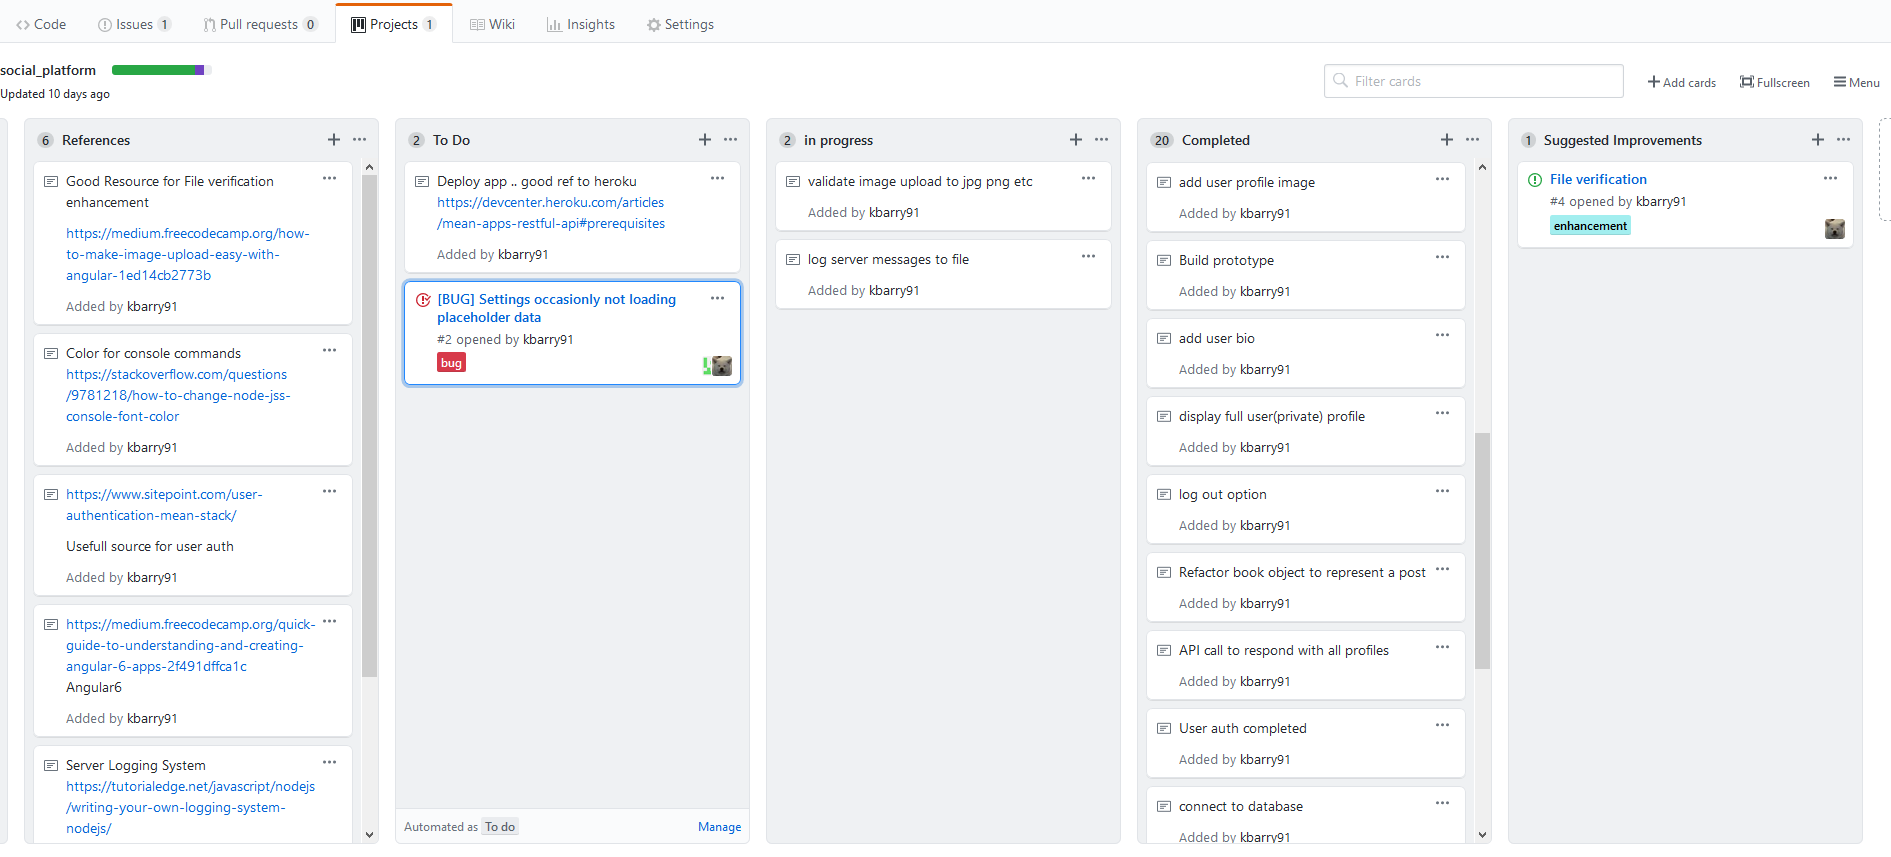 Code
Issues 1
Pull requests 0
Projects 1
Wiki
Insights
Settings
social_platform
Updated 10 days ago
Filter cards
Add cards
Fullscreen
Menu
6 References
Good Resource for File verification
enhancement
https://medium.freecodecamp.org/how-
to-make-image-upload-easy-with-
angular-1ed14cb2773b
Added by kbarry91
Color for console commands
https://stackoverflow.com/questions
/9781218/how-to-change-node-jss-
console-font-color
Added by kbarry91
https://www.sitepoint.com/user-
authentication-mean-stack/
Usefull source for user auth
Added by kbarry91
https://medium.freecodecamp.org/quick-
guide-to-understanding-and-creating-
angular-6-apps-2f491dffca1c
Angular6
Added by kbarry91
Server Logging System
https://tutorialedge.net/javascript/nodejs
/writing-your-own-logging-system-
nodejs/
2 To Do
Deploy app .. good ref to heroku
https://devcenter.heroku.com/articles
/mean-apps-restful-api#prerequisites
Added by kbarry91
[BUG] Settings occasionly not loading
placeholder data
#2 opened by kbarry91
bug
Automated as To do
Manage
2 in progress
validate image upload to jpg png etc
Added by kbarry91
log server messages to file
Added by kbarry91
20 Completed
add user profile image
Added by kbarry91
Build prototype
Added by kbarry91
add user bio
Added by kbarry91
display full user(private) profile
Added by kbarry91
log out option
Added by kbarry91
Refactor book object to represent a post
Added by kbarry91
API call to respond with all profiles
Added by kbarry91
User auth completed
Added by kbarry91
connect to database
Added by kbarry91
1 Suggested Improvements
File verification
#4 opened by kbarry91
enhancement